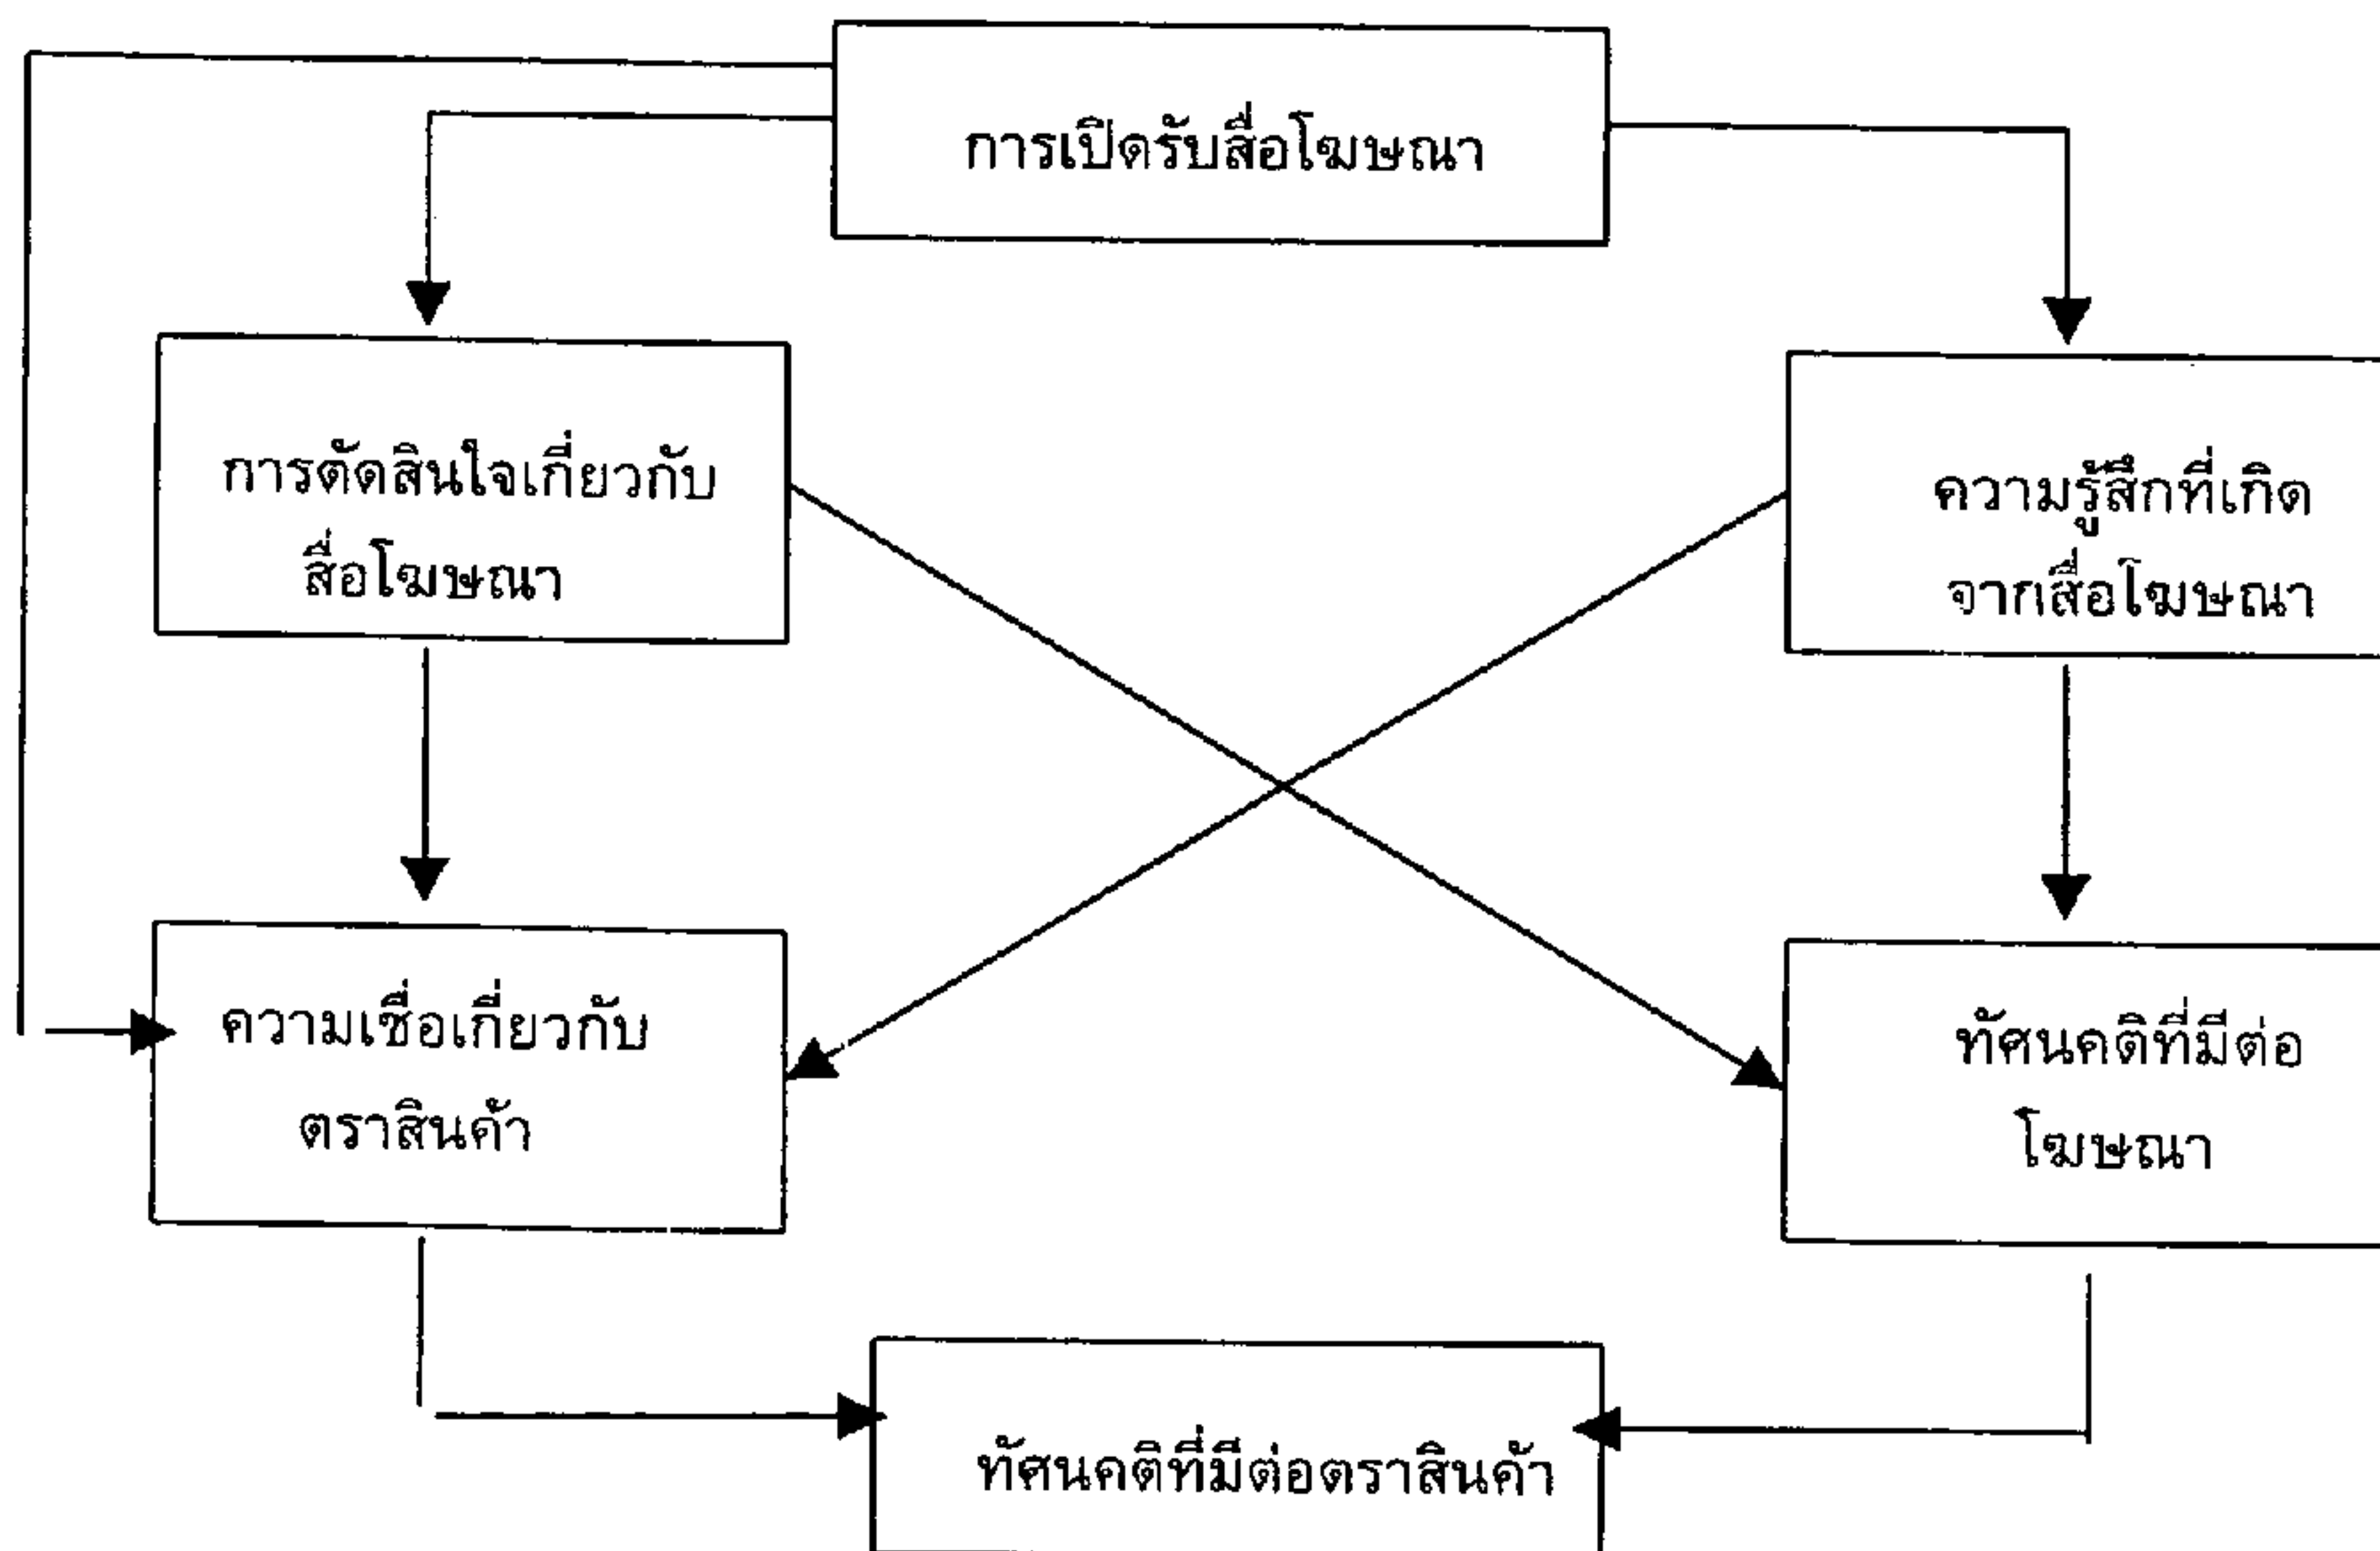 การเปิดรับสื่อโฆษณา
การตัดสินใจเกี่ยวกับ
สื่อโฆษณา
ความรู้สึกที่เกิด
จากสื่อโฆษณา
ความเชื่อเกี่ยวกับ
ตราสินค้า
ทัศนคติที่มีต่อ
โฆษณา
ทัศนคติที่มีต่อตราสินค้า